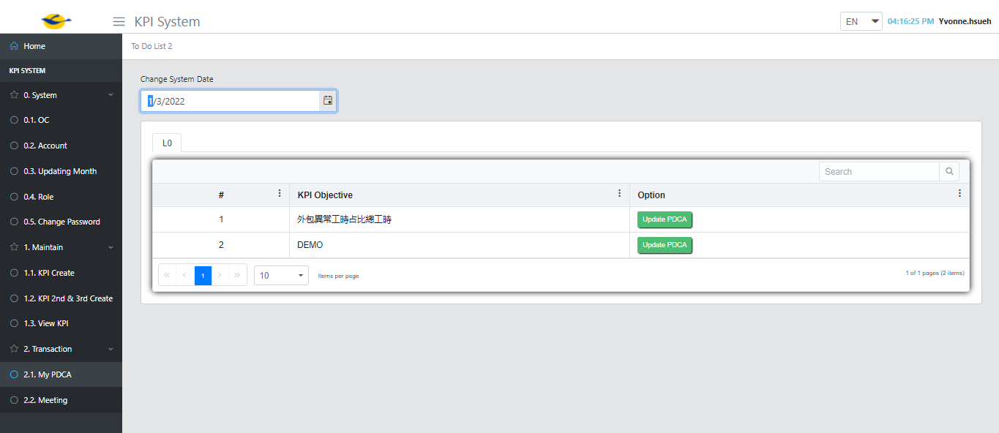 KPI System
EN
04:16:25 PM Yvonne.hsueh
Home
To Do List 2
KPI SYSTEM
0. System
0.1. OC
0.2. Account
0.3. Updating Month
0.4. Role
0.5. Change Password
1. Maintain
1.1. KPI Create
1.2. KPI 2nd & 3rd Create
1.3. View KPI
2. Transaction
2.1. My PDCA
2.2. Meeting
Change System Date
1/3/2022
L0
Search
# KPI Objective Option
1 外包異常工時占比總工時 Update PDCA
2 DEMO Update PDCA
« ‹ 1 › » 10 Items per page 1 of 1 pages (2 items)